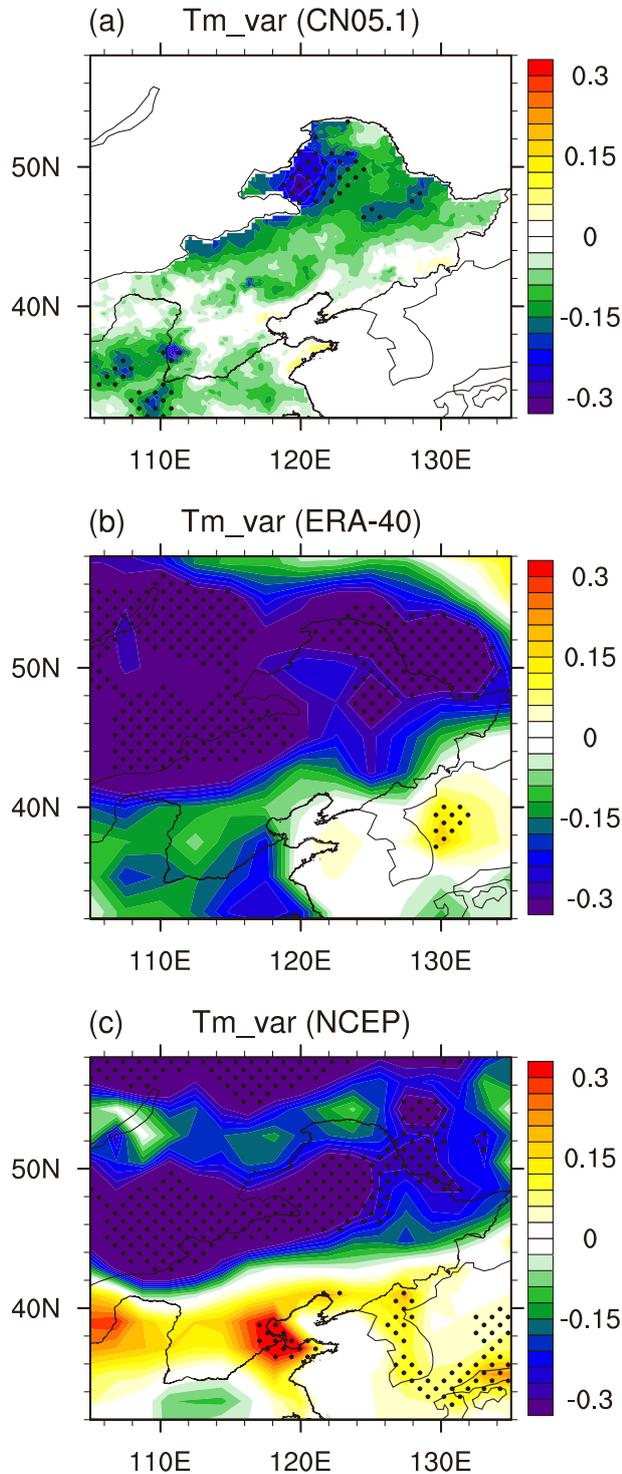 (a) Tm_var (CN05.1)
50N
40N
110E 120E 130E
0.3
0.15
0
-0.15
-0.3
(b) Tm_var (ERA-40)
50N
40N
110E 120E 130E
0.3
0.15
0
-0.15
-0.3
(c) Tm_var (NCEP)
50N
40N
110E 120E 130E
0.3
0.15
0
-0.15
-0.3